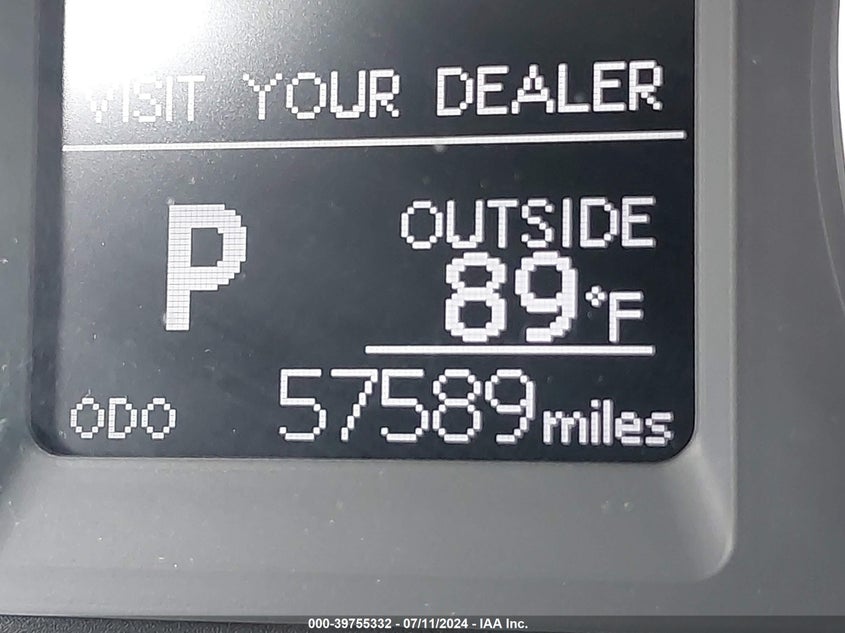 VISIT YOUR DEALER
P
OUTSIDE
89°F
ODO 57589 miles
000-39755332 - 07/11/2024 - IAA Inc.